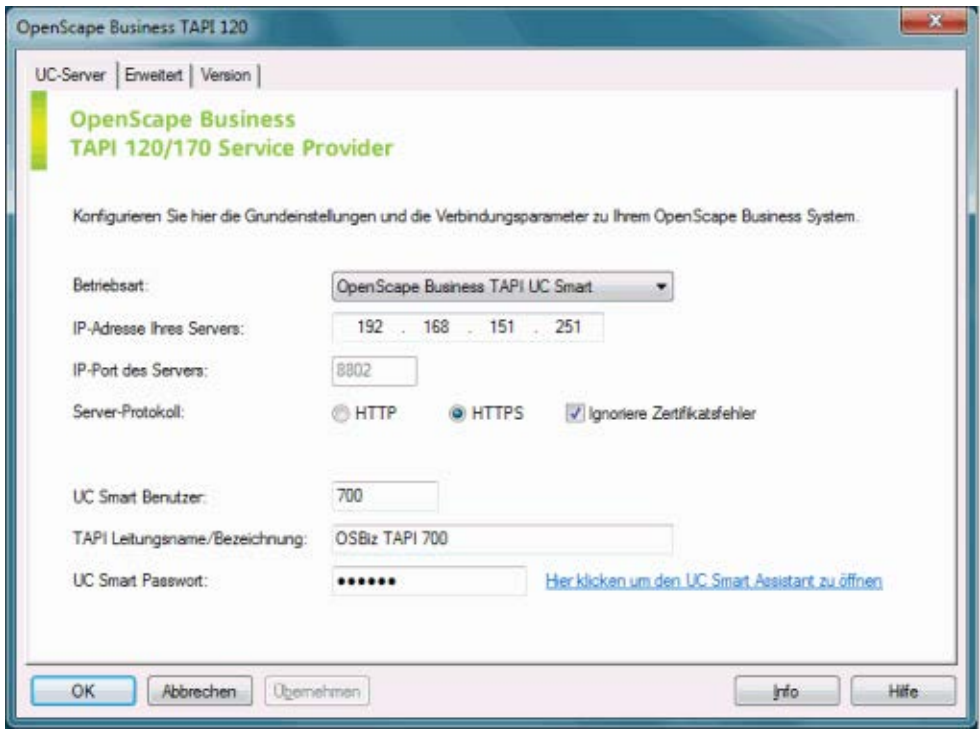 OpenScape Business TAPI 120
UC-Server Erweitert Version
OpenScape Business
TAPI 120/170 Service Provider
Konfigurieren Sie hier die Grundeinstellungen und die Verbindungsparameter zu Ihrem OpenScape Business System.
Betriebsart: OpenScape Business TAPI UC Smart
IP-Adresse Ihres Servers: 192 . 168 . 151 . 251
IP-Port des Servers: 8802
Server-Protokoll: HTTP HTTPS Ignoriere Zertifikatsfehler
UC Smart Benutzer: 700
TAPI Leitungsname/Bezeichnung: OSBiz TAPI 700
UC Smart Passwort: •••••• Hier klicken um den UC Smart Assistant zu öffnen
OK Abbrechen Übernehmen Info Hilfe